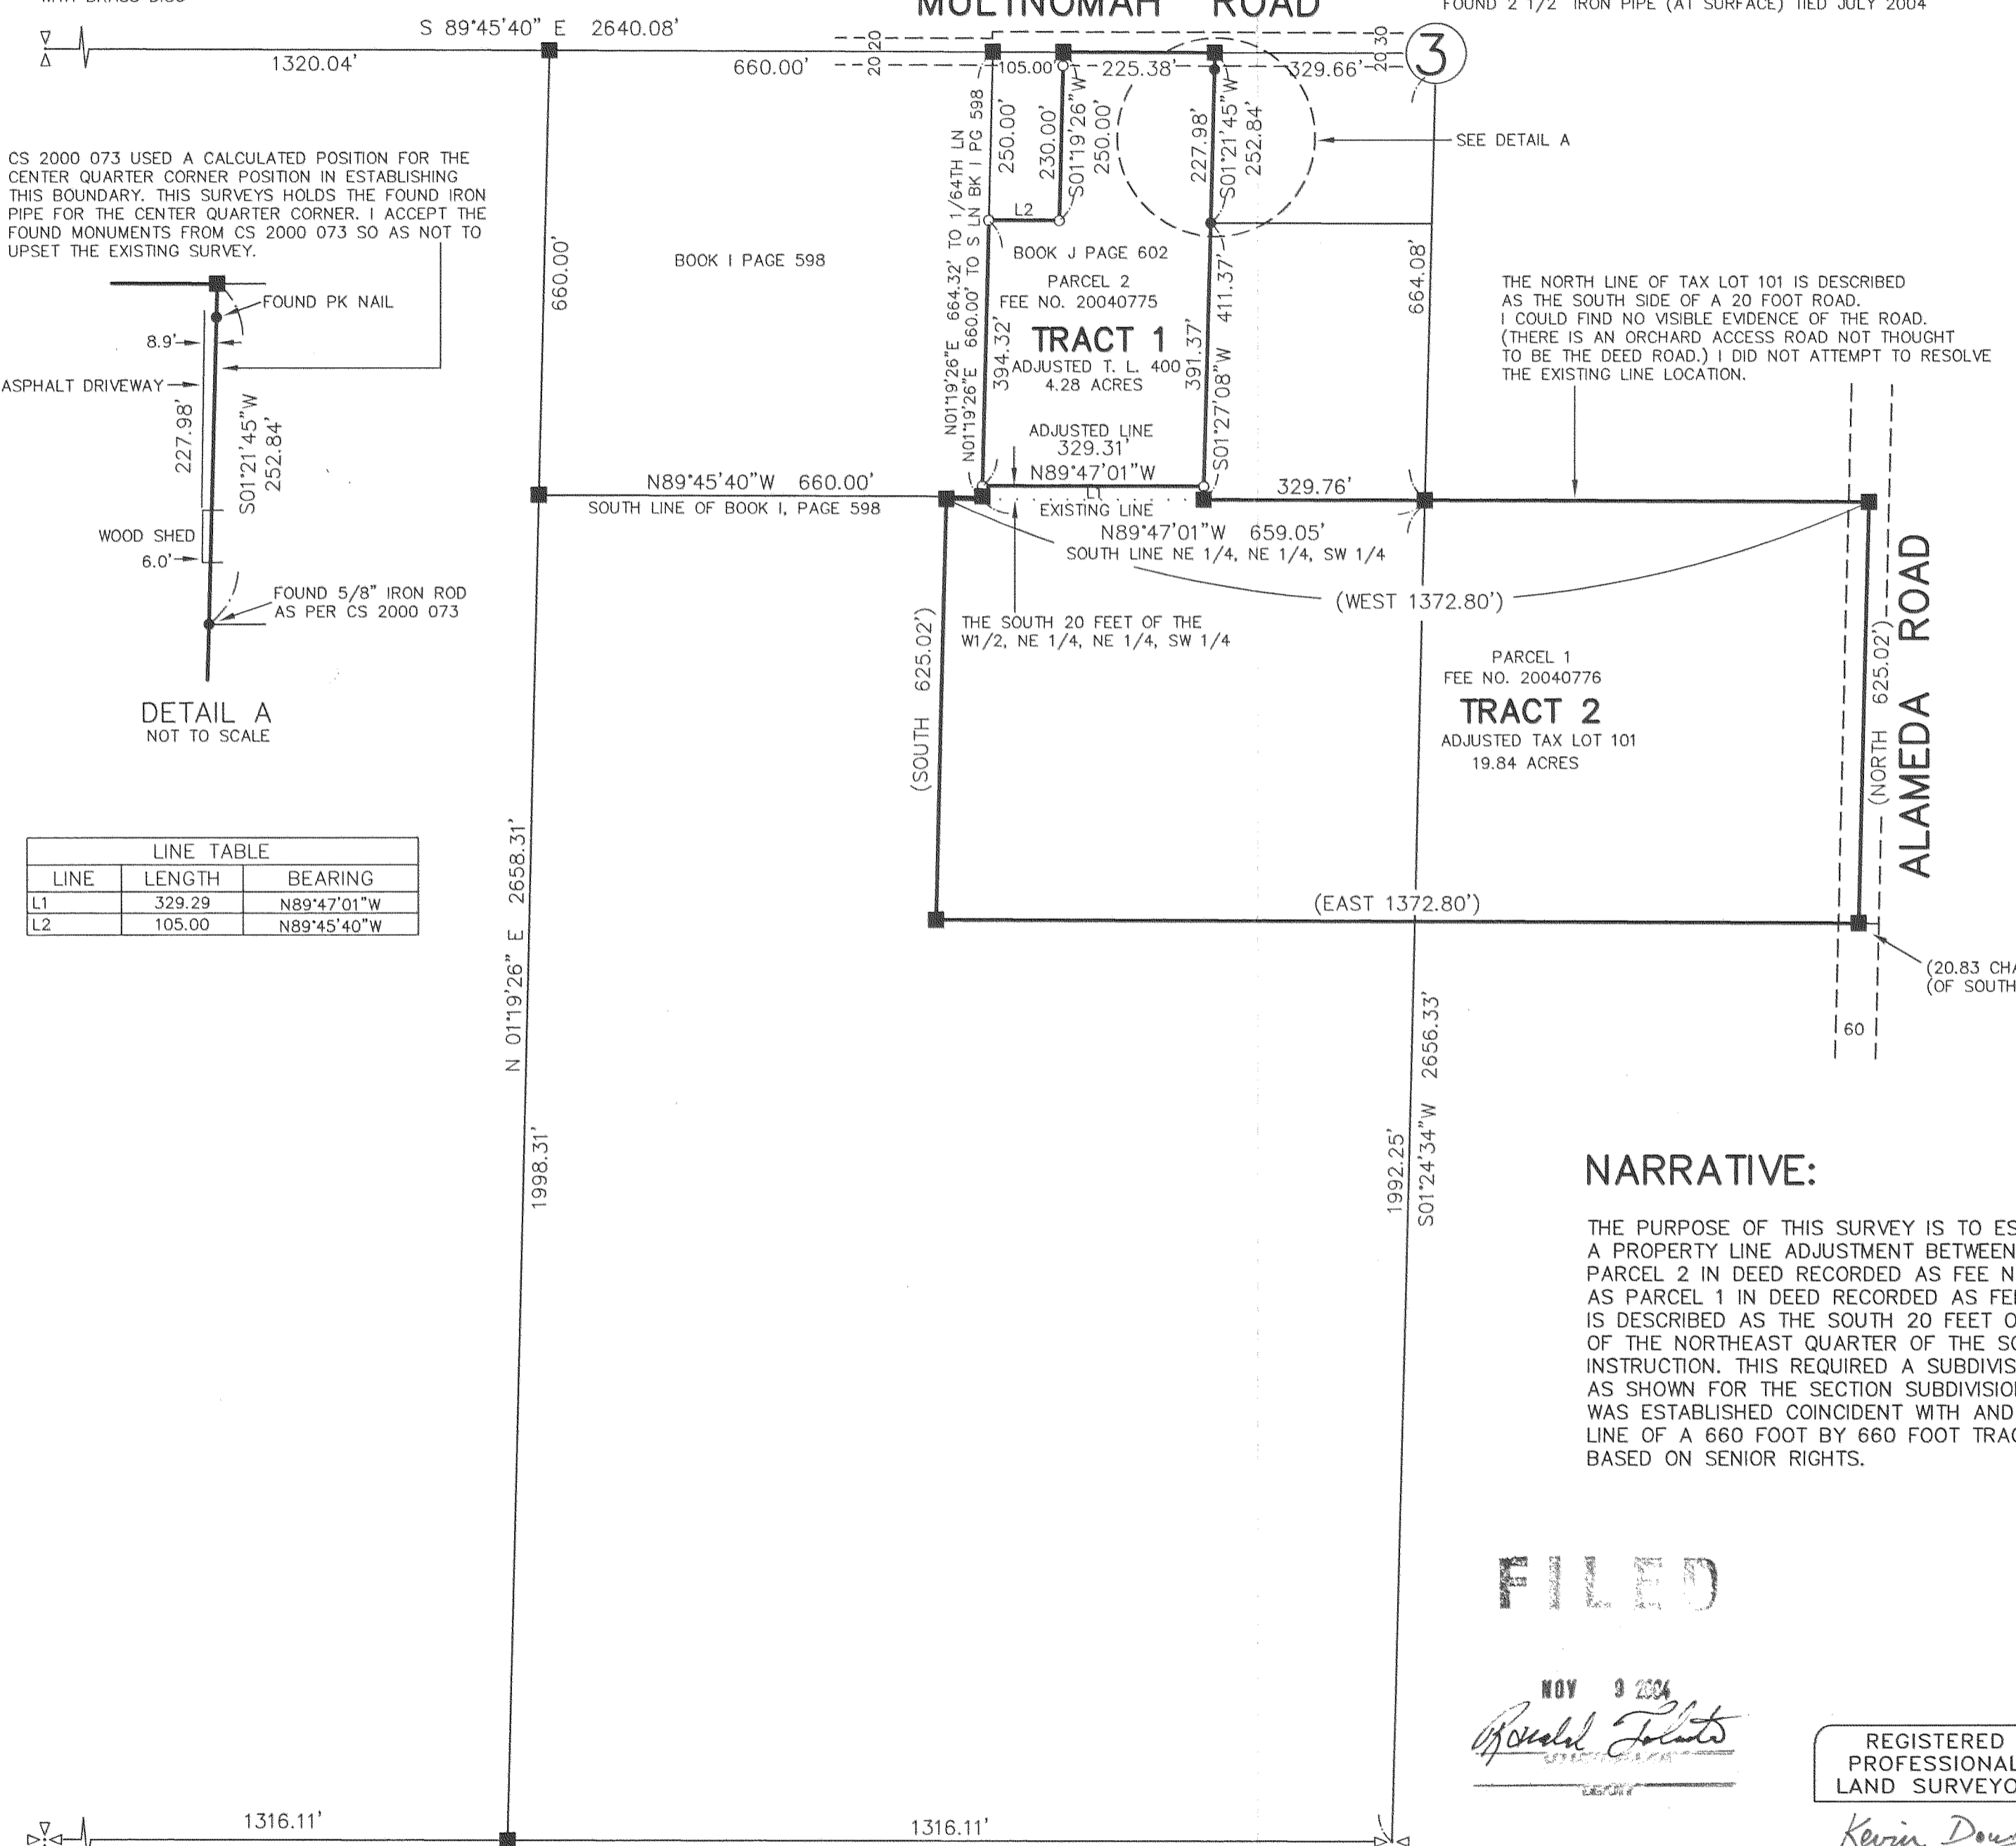 WITH BRASS DISC
MULTNOMAH ROAD
FOUND 2 1/2" IRON PIPE (AT SURFACE) TIED JULY 2004
S 89°45'40" E 2640.08'
1320.04'
660.00'
20
20
105.00'
225.38'
329.66'
20
30
3
250.00'
230.00'
S01°19'26"W
250.00'
227.98'
S01°21'45"W
252.84'
SEE DETAIL A
L2
N01°19'26"E 664.32' TO 1/64TH LN
N01°19'26"E 660.00' TO S LN BK I PG 598
CS 2000 073 USED A CALCULATED POSITION FOR THE
CENTER QUARTER CORNER POSITION IN ESTABLISHING
THIS BOUNDARY. THIS SURVEYS HOLDS THE FOUND IRON
PIPE FOR THE CENTER QUARTER CORNER. I ACCEPT THE
FOUND MONUMENTS FROM CS 2000 073 SO AS NOT TO
UPSET THE EXISTING SURVEY.
660.00'
BOOK I PAGE 598
BOOK J PAGE 602
PARCEL 2
FEE NO. 20040775
TRACT 1
ADJUSTED T. L. 400
4.28 ACRES
394.32'
391.37'
S01°27'08"W 411.37'
664.08'
THE NORTH LINE OF TAX LOT 101 IS DESCRIBED
AS THE SOUTH SIDE OF A 20 FOOT ROAD.
I COULD FIND NO VISIBLE EVIDENCE OF THE ROAD.
(THERE IS AN ORCHARD ACCESS ROAD NOT THOUGHT
TO BE THE DEED ROAD.) I DID NOT ATTEMPT TO RESOLVE
THE EXISTING LINE LOCATION.
FOUND PK NAIL
8.9'
ASPHALT DRIVEWAY
227.98'
S01°21'45"W
252.84'
WOOD SHED
6.0'
FOUND 5/8" IRON ROD
AS PER CS 2000 073
DETAIL A
NOT TO SCALE
ADJUSTED LINE
329.31'
N89°47'01"W
L1
EXISTING LINE
N89°47'01"W 659.05'
SOUTH LINE NE 1/4, NE 1/4, SW 1/4
N89°45'40"W 660.00'
SOUTH LINE OF BOOK I, PAGE 598
329.76'
(WEST 1372.80')
THE SOUTH 20 FEET OF THE
W1/2, NE 1/4, NE 1/4, SW 1/4
(SOUTH 625.02')
PARCEL 1
FEE NO. 20040776
TRACT 2
ADJUSTED TAX LOT 101
19.84 ACRES
(NORTH 625.02')
ALAMEDA ROAD
(EAST 1372.80')
(20.83 CHA
(OF SOUTH
60
LINE TABLE
LINE LENGTH BEARING
L1 329.29 N89°47'01"W
L2 105.00 N89°45'40"W
N 01°19'26" E 2658.31'
1998.31'
1992.25'
S01°24'34"W 2656.33'
NARRATIVE:
THE PURPOSE OF THIS SURVEY IS TO ES
A PROPERTY LINE ADJUSTMENT BETWEEN
PARCEL 2 IN DEED RECORDED AS FEE N
AS PARCEL 1 IN DEED RECORDED AS FEE
IS DESCRIBED AS THE SOUTH 20 FEET O
OF THE NORTHEAST QUARTER OF THE SO
INSTRUCTION. THIS REQUIRED A SUBDIVIS
AS SHOWN FOR THE SECTION SUBDIVISION
WAS ESTABLISHED COINCIDENT WITH AND
LINE OF A 660 FOOT BY 660 FOOT TRAC
BASED ON SENIOR RIGHTS.
FILED
NOV 9 2004
REGISTERED
PROFESSIONAL
LAND SURVEYO
Kevin
1316.11'
1316.11'